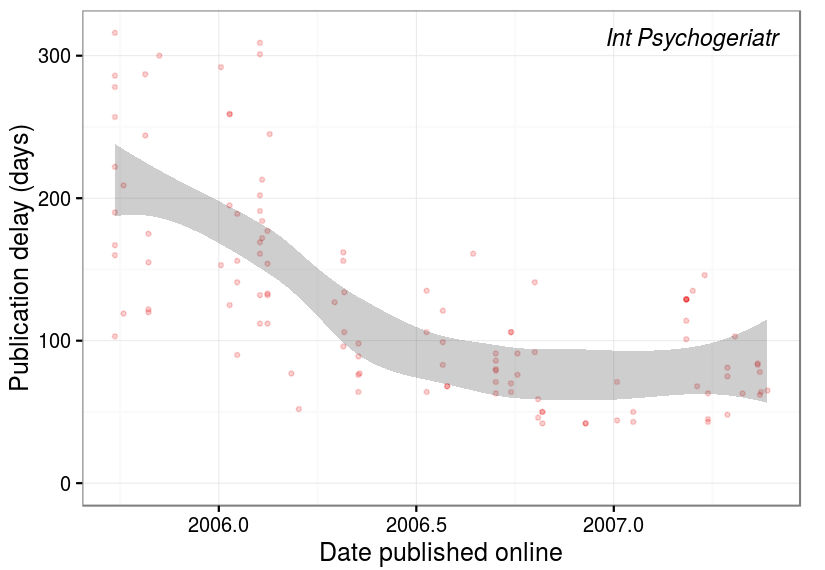 Int Psychogeriatr
Publication delay (days)
300
200
100
0
2006.0 2006.5 2007.0
Date published online